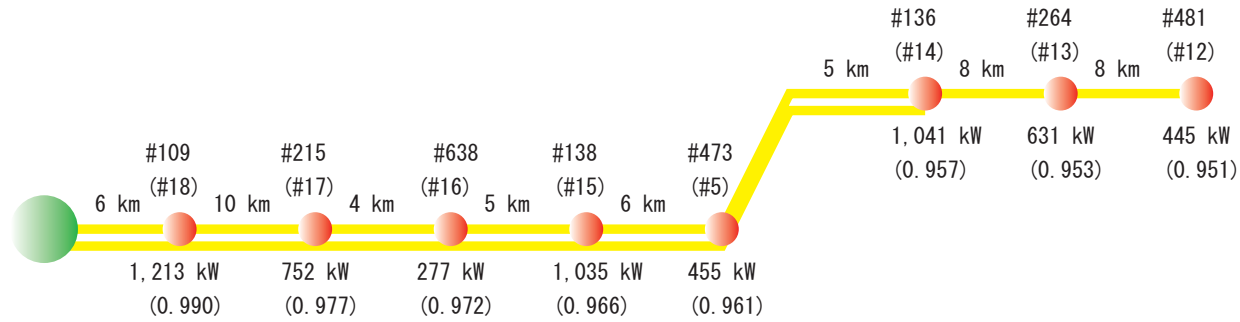 #136 #264 #481
(#14) (#13) (#12)
5 km 8 km 8 km
1,041 kW 631 kW 445 kW
(0.957) (0.953) (0.951)
#109 #215 #638 #138 #473
(#18) (#17) (#16) (#15) (#5)
6 km 10 km 4 km 5 km 6 km
1,213 kW 752 kW 277 kW 1,035 kW 455 kW
(0.990) (0.977) (0.972) (0.966) (0.961)